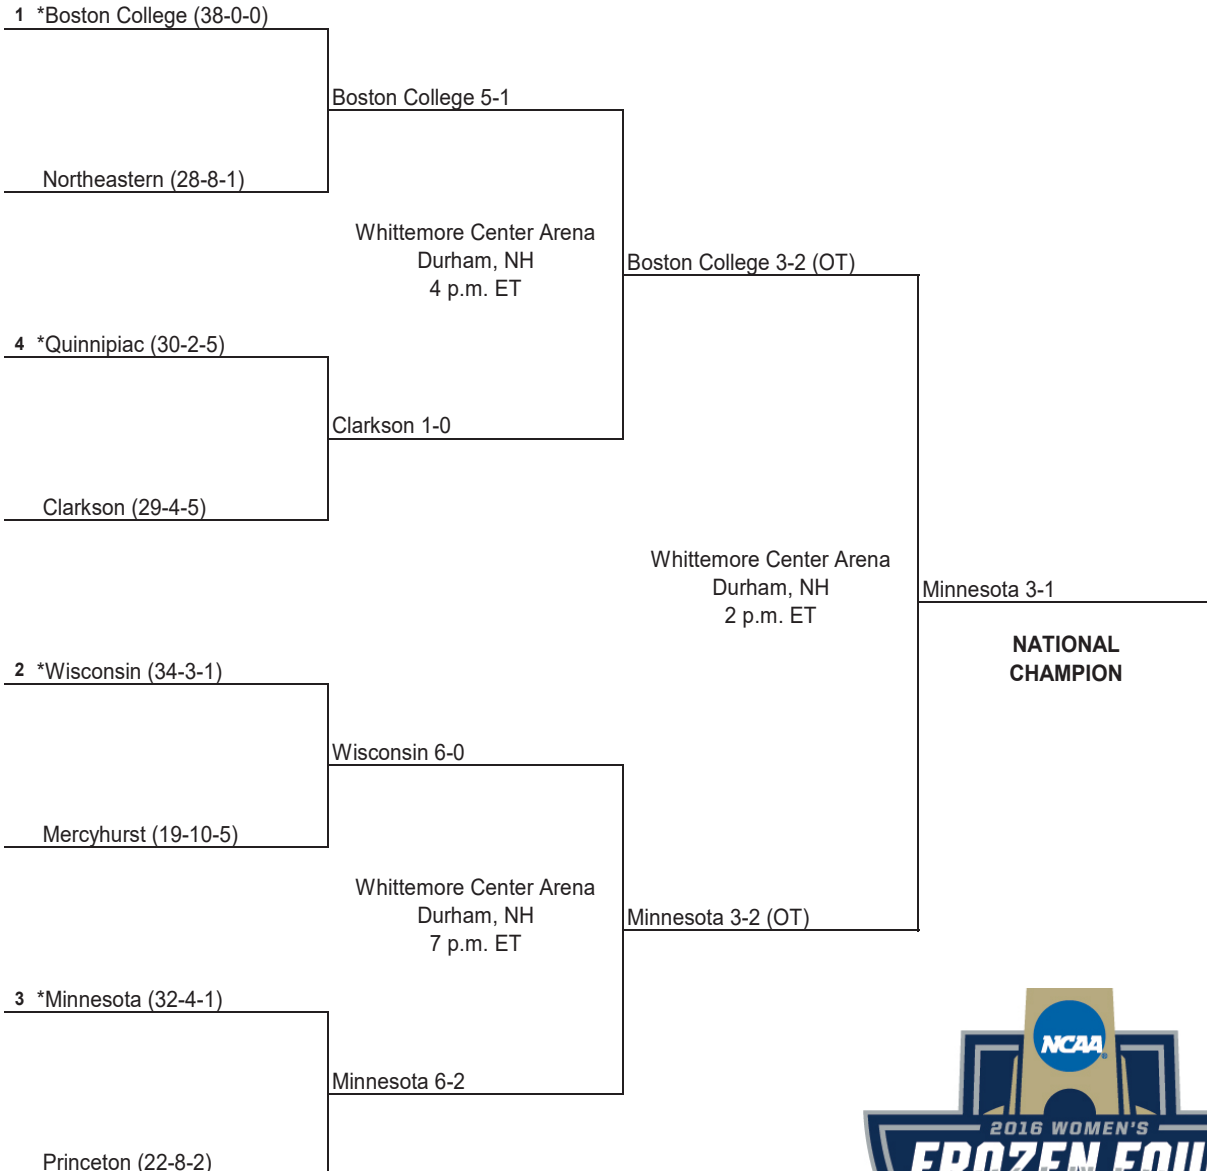 1 *Boston College (38-0-0)
Boston College 5-1
Northeastern (28-8-1)
Whittemore Center Arena
Durham, NH
4 p.m. ET
Boston College 3-2 (OT)
4 *Quinnipiac (30-2-5)
Clarkson 1-0
Clarkson (29-4-5)
Whittemore Center Arena
Durham, NH
2 p.m. ET
Minnesota 3-1
NATIONAL
CHAMPION
2 *Wisconsin (34-3-1)
Wisconsin 6-0
Mercyhurst (19-10-5)
Whittemore Center Arena
Durham, NH
7 p.m. ET
Minnesota 3-2 (OT)
3 *Minnesota (32-4-1)
Minnesota 6-2
Princeton (22-8-2)
NCAA
2016 WOMEN'S
FROZEN FOU